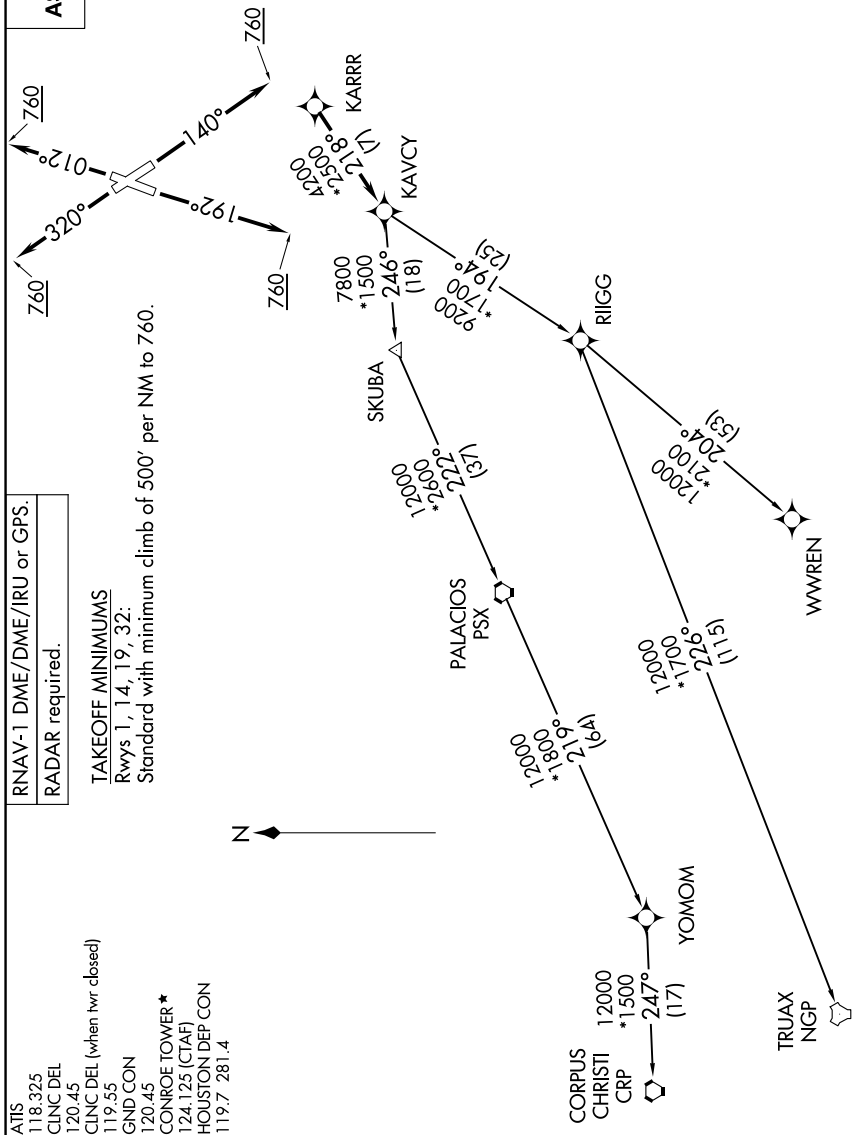 ATIS
118.325
CLNC DEL
120.45
CLNC DEL (when twr closed)
119.55
GND CON
120.45
CONROE TOWER★
124.125 (CTAF)
HOUSTON DEP CON
119.7 281.4
RNAV-1 DME/DME/IRU or GPS.
RADAR required.
TAKEOFF MINIMUMS
Rwys 1, 14, 19, 32:
Standard with minimum climb of 500' per NM to 760.
N
760
760
760
760
320°
012°
140°
192°
KARRR
4200
*2500
218°
(7)
KAVCY
7800
*1500
246°
(18)
SKUBA
9200
*1700
194°
(25)
RIIGG
12000
*2600
222°
(37)
PALACIOS
PSX
12000
*2100
204°
(53)
WWREN
12000
*1800
219°
(64)
YOMOM
12000
*1700
226°
(115)
TRUAX
NGP
12000
*1500
247°
(17)
CORPUS
CHRISTI
CRP